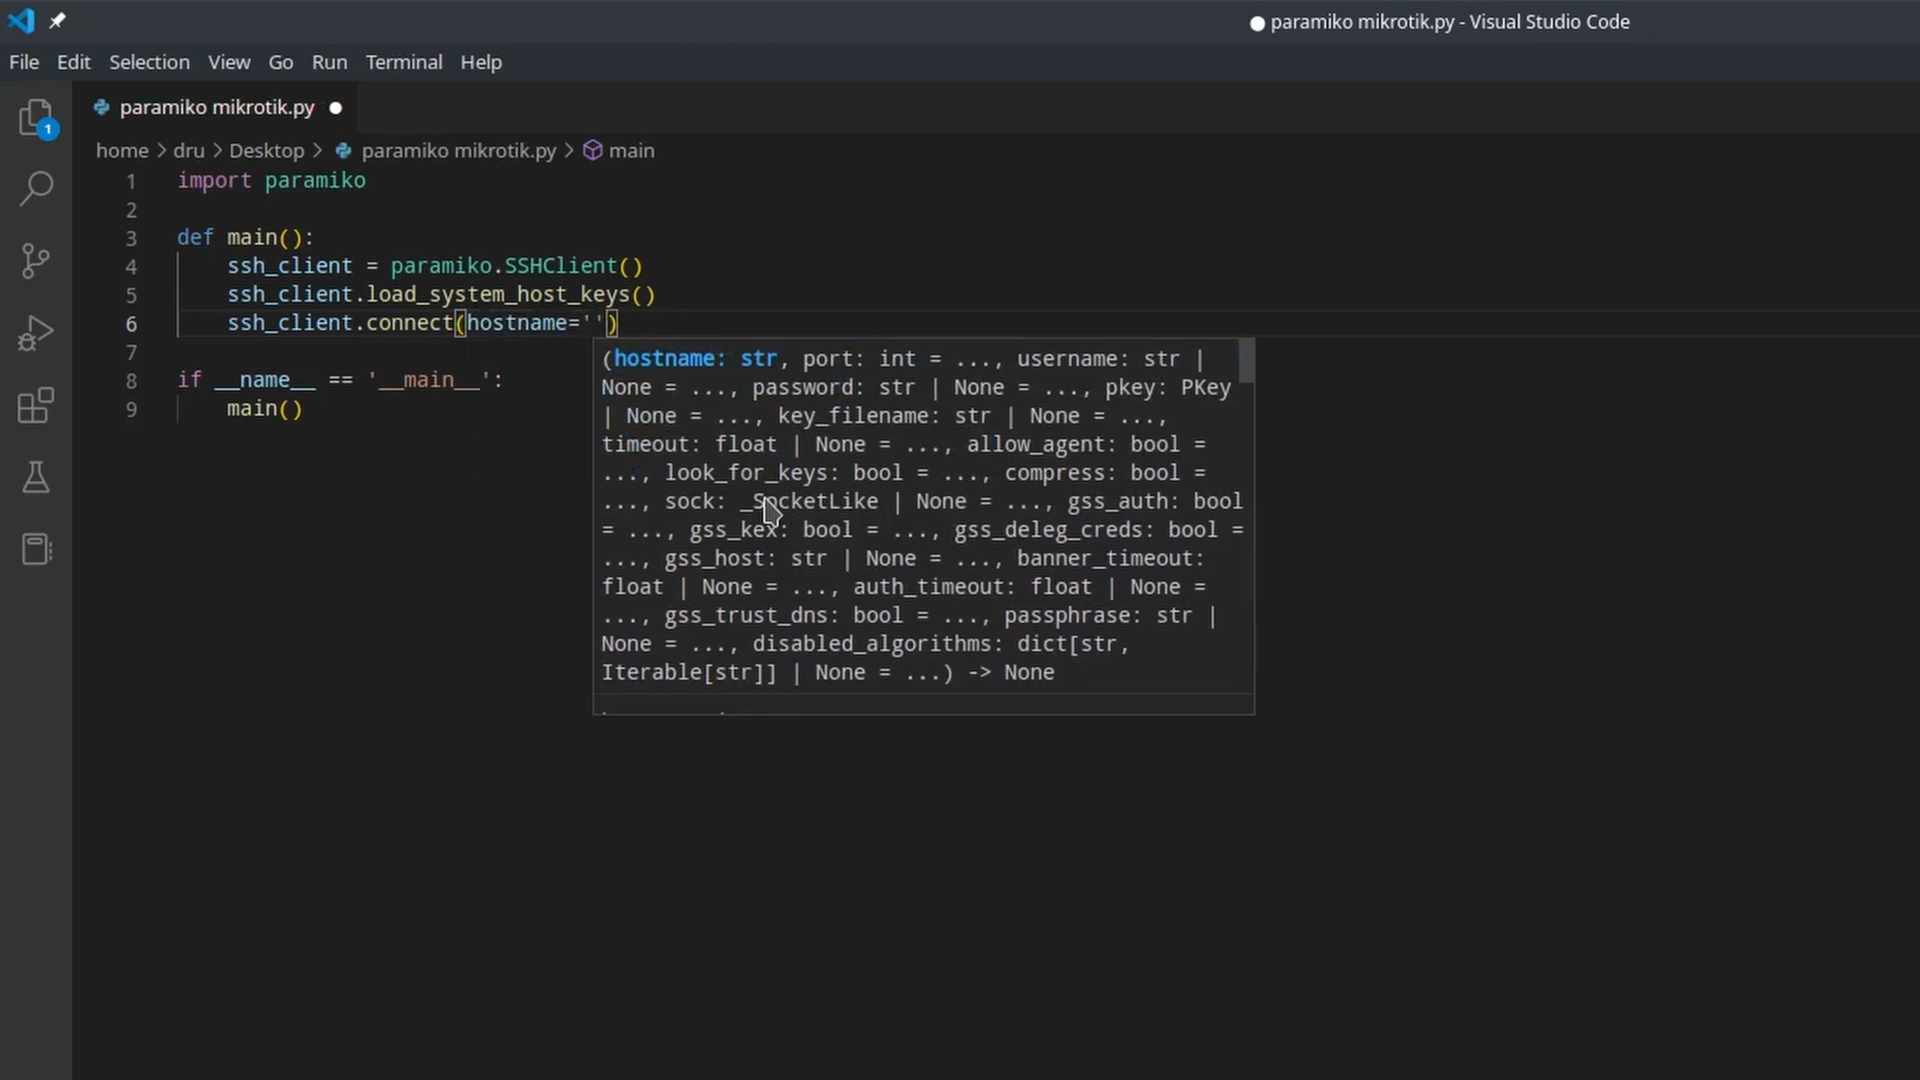 paramiko mikrotik.py - Visual Studio Code
File Edit Selection View Go Run Terminal Help
paramiko mikrotik.py
1
home > dru > Desktop > paramiko mikrotik.py > main
1 import paramiko
2
3 def main():
4 ssh_client = paramiko.SSHClient()
5 ssh_client.load_system_host_keys()
6 ssh_client.connect(hostname='')
7
8 if __name__ == '__main__':
9 main()
(hostname: str, port: int = ..., username: str |
None = ..., password: str | None = ..., pkey: PKey
| None = ..., key_filename: str | None = ...,
timeout: float | None = ..., allow_agent: bool =
..., look_for_keys: bool = ..., compress: bool =
..., sock: _SocketLike | None = ..., gss_auth: bool
= ..., gss_kex: bool = ..., gss_deleg_creds: bool =
..., gss_host: str | None = ..., banner_timeout:
float | None = ..., auth_timeout: float | None =
..., gss_trust_dns: bool = ..., passphrase: str |
None = ..., disabled_algorithms: dict[str,
Iterable[str]] | None = ...) -> None